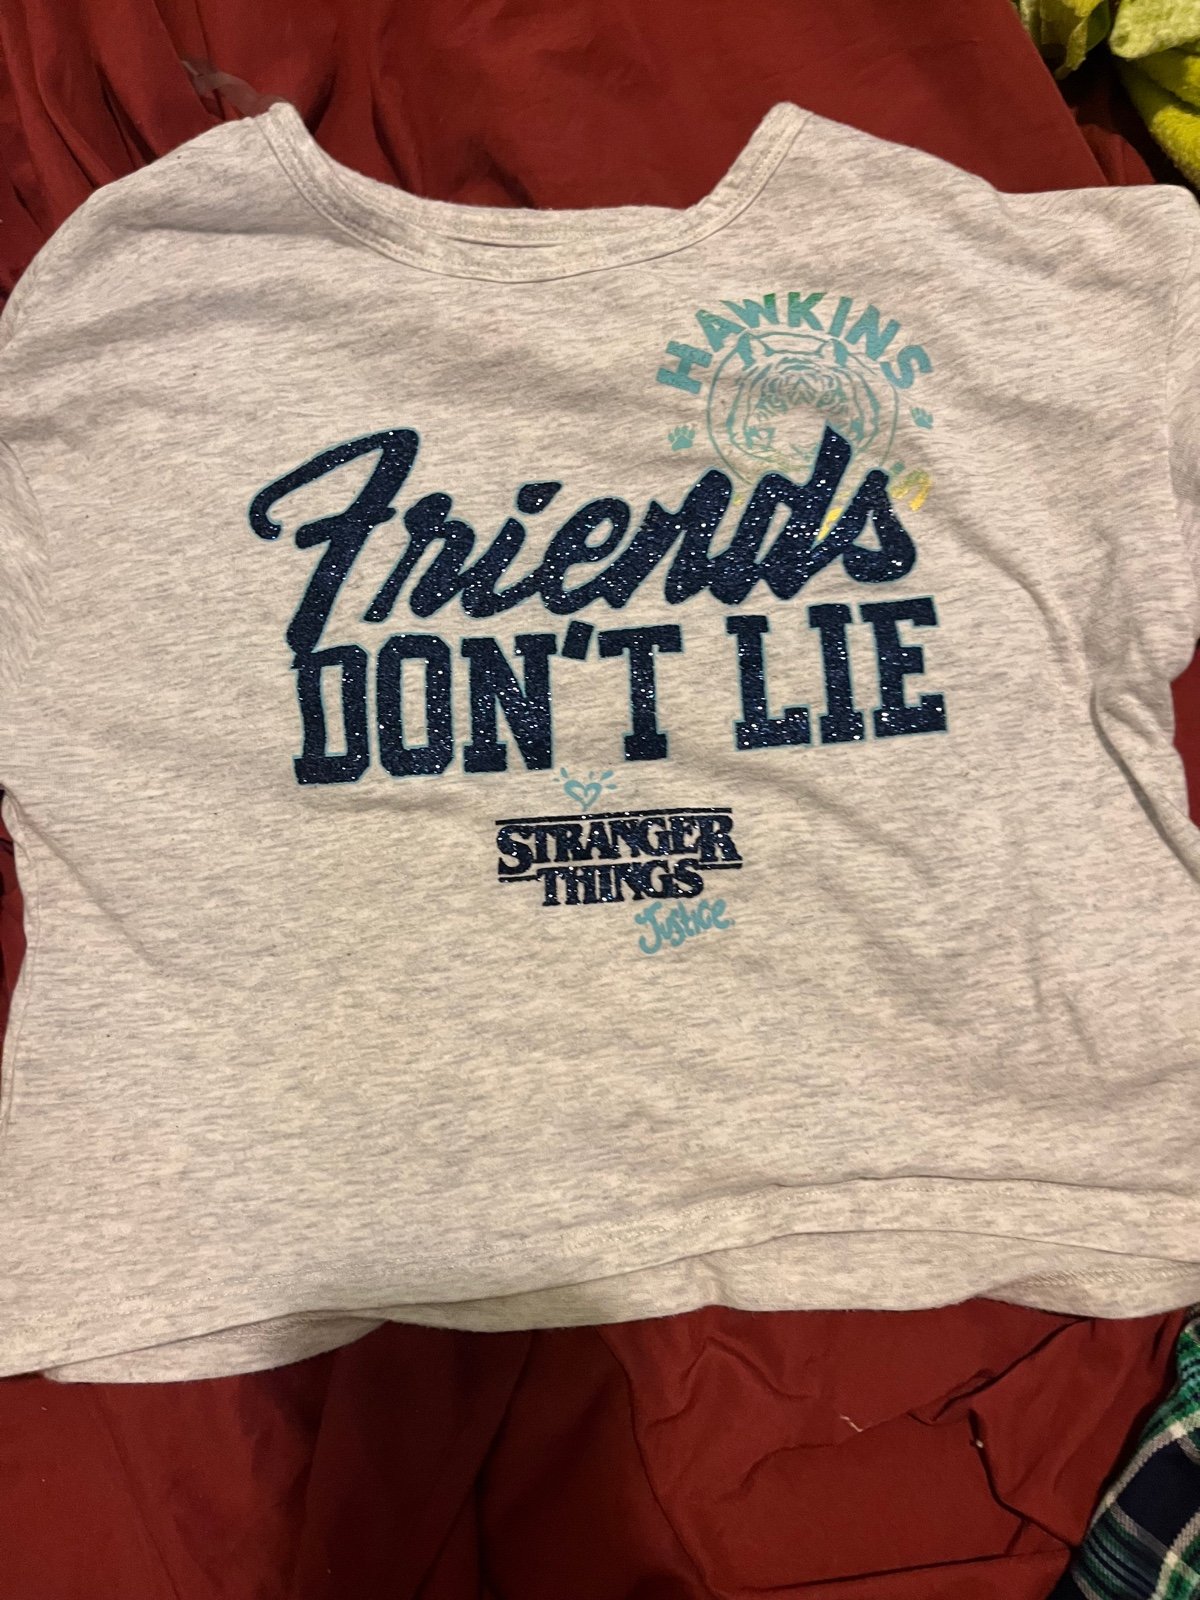 HAWKINS
Friends
DON'T LIE
STRANGER
THINGS
Justice